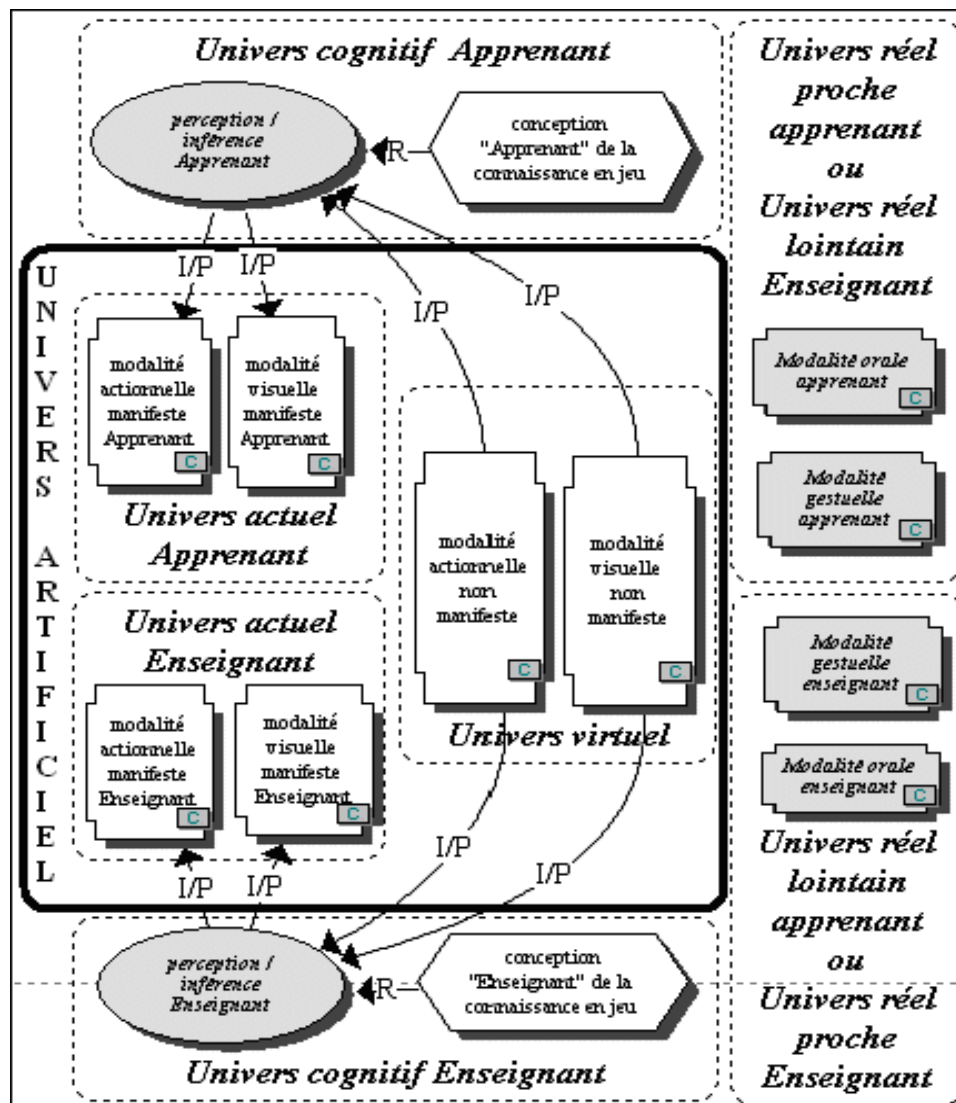 Univers cognitif Apprenant
perception /
inférence
Apprenant
R
conception
"Apprenant" de la
connaissance en jeu
I/P
I/P
I/P
I/P
UNIVERS ARTIFICIEL
modalité
actionnelle
manifeste
Apprenant
C
modalité
visuelle
manifeste
Apprenant
C
Univers actuel
Apprenant
Univers actuel
Enseignant
modalité
actionnelle
manifeste
Enseignant
C
modalité
visuelle
manifeste
Enseignant
C
modalité
actionnelle
non
manifeste
C
modalité
visuelle
non
manifeste
C
Univers virtuel
I/P
I/P
I/P
I/P
perception /
inférence
Enseignant
R
conception
"Enseignant" de la
connaissance en jeu
Univers cognitif Enseignant
Univers réel
proche
apprenant
ou
Univers réel
lointain
Enseignant
Modalité orale
apprenant
C
Modalité
gestuelle
apprenant
C
Modalité
gestuelle
enseignant
C
Modalité orale
enseignant
C
Univers réel
lointain
apprenant
ou
Univers réel
proche
Enseignant